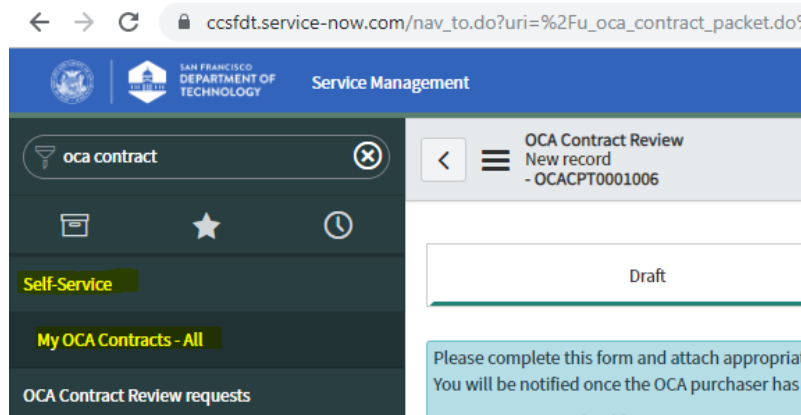 ccsfdt.service-now.com/nav_to.do?uri=%2Fu_oca_contract_packet.do%
SAN FRANCISCO
DEPARTMENT OF
TECHNOLOGY
Service Management
oca contract
OCA Contract Review
New record
- OCACPT0001006
Self-Service
Draft
My OCA Contracts - All
Please complete this form and attach appropriat
You will be notified once the OCA purchaser has
OCA Contract Review requests